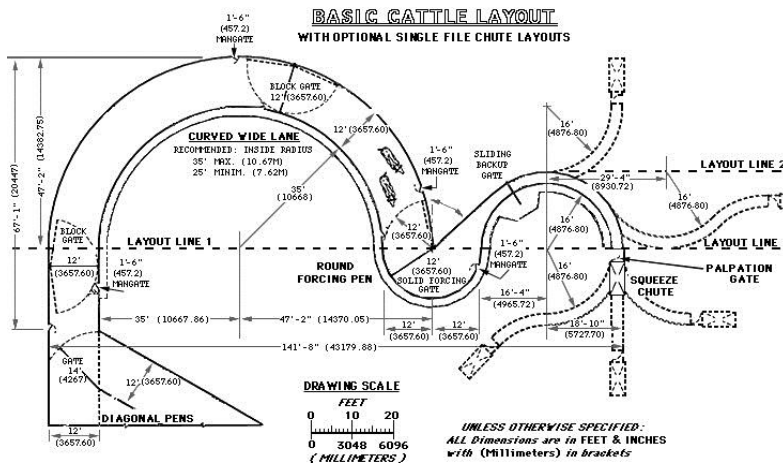 BASIC CATTLE LAYOUT
WITH OPTIONAL SINGLE FILE CHUTE LAYOUTS
1'-6"
(457.2)
MANGATE
BLOCK GATE
12' (3657.60)
CURVED WIDE LANE
RECOMMENDED: INSIDE RADIUS
35' MAX. (10.67M)
25' MINIM. (7.62M)
12' (3657.60)
35'
(10668)
1'-6"
(457.2)
MANGATE
SLIDING
BACKUP
GATE
16'
(4876.80)
29'-4"
(8930.72)
LAYOUT LINE 2
16'
(4876.80)
67'-1" (20447)
47'-2" (14382.75)
BLOCK
GATE
LAYOUT LINE 1
12'
(3657.60)
16'
(4876.80)
LAYOUT LINE
12'
(3657.60)
1'-6"
(457.2)
MANGATE
ROUND
FORCING PEN
12'
(3657.60)
SOLID FORCING
GATE
1'-6"
(457.2)
MANGATE
16'
(4876.80)
PALPATION
GATE
SQUEEZE
CHUTE
16'-4"
(4965.72)
35' (10667.86)
47'-2" (14370.05)
12'
(3657.60)
12'
(3657.60)
18'-10"
(5727.70)
141'-8" (43179.88)
GATE
14'
(4267)
12' (3657.60)
DIAGONAL PENS
12'
(3657.60)
DRAWING SCALE
FEET
0 10 20
0 3048 6096
(MILLIMETERS)
UNLESS OTHERWISE SPECIFIED:
ALL Dimensions are in FEET & INCHES
with (Millimeters) in brackets